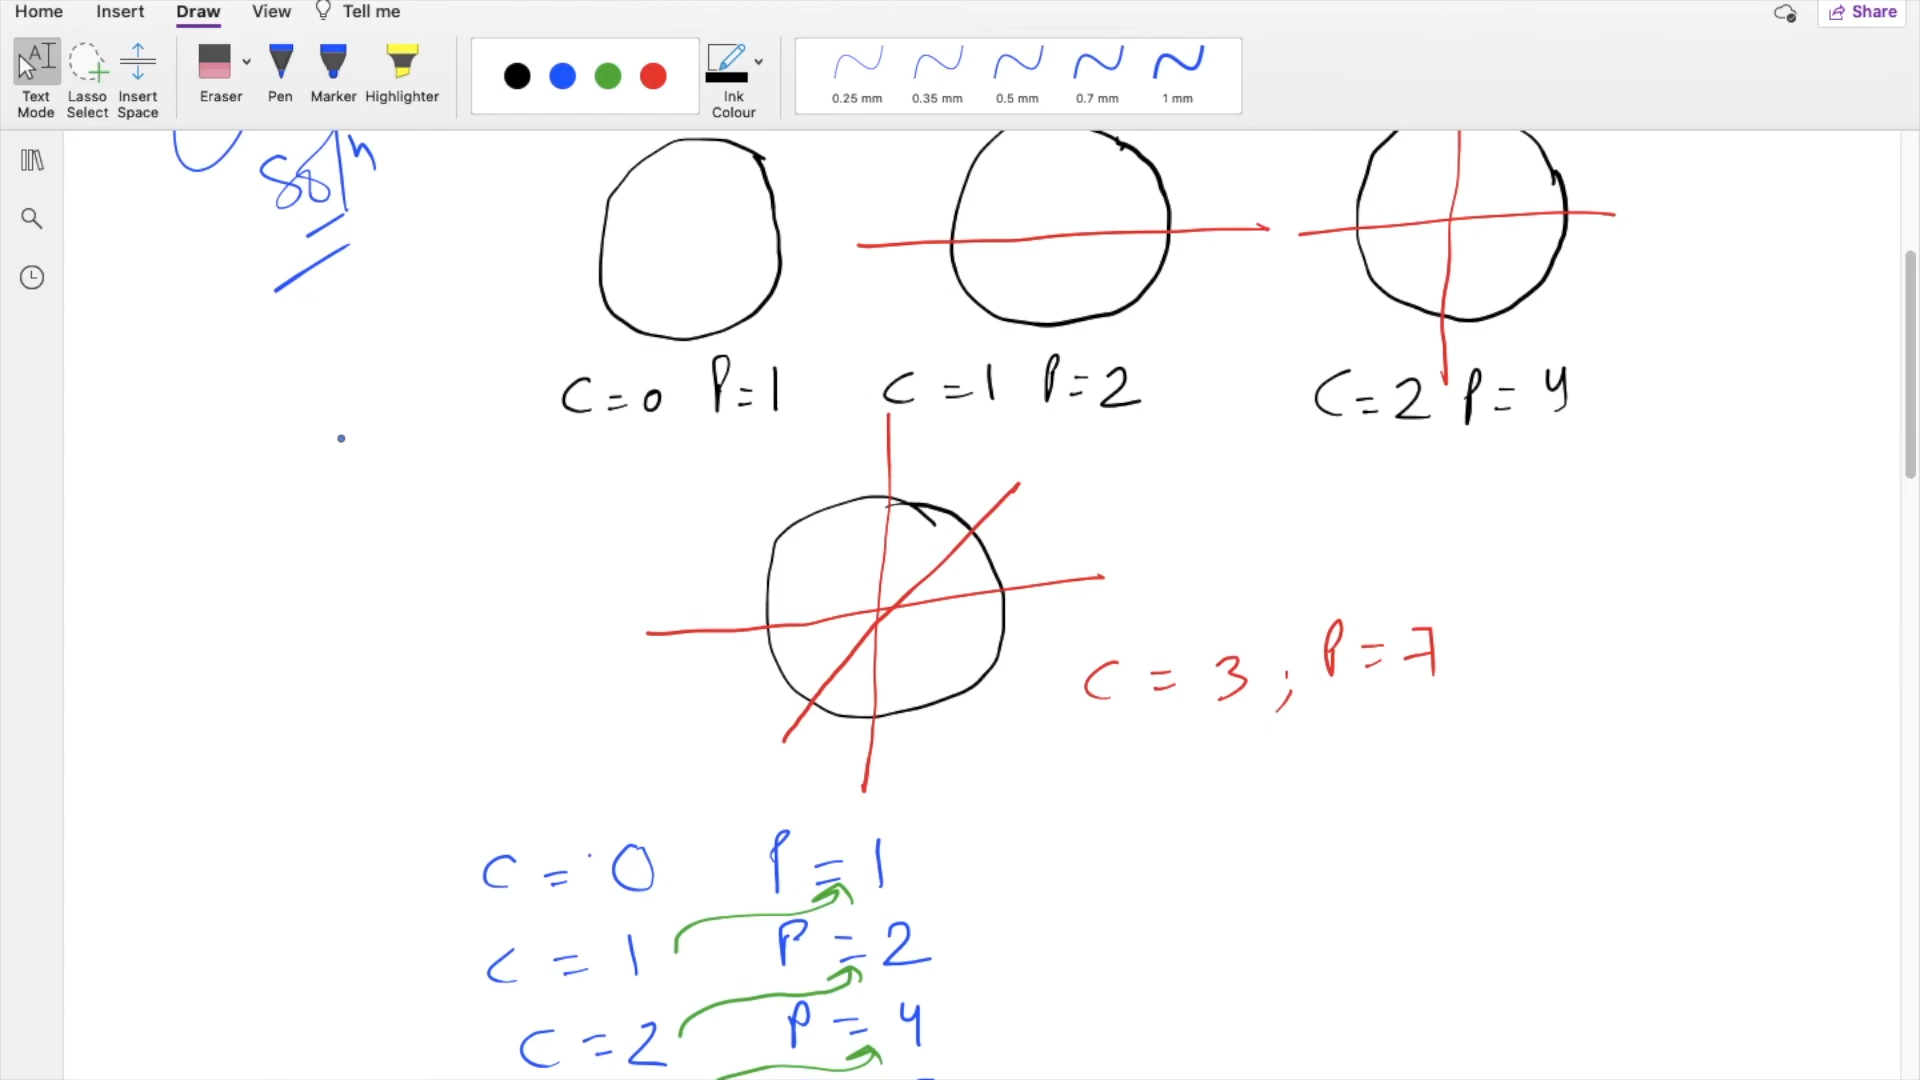 Home Insert Draw View Tell me Share
Text Mode
Lasso Select
Insert Space
Eraser
Pen
Marker
Highlighter
Ink Colour
0.25 mm
0.35 mm
0.5 mm
0.7 mm
1 mm
C = 0 P = 1
C = 1 P = 2
C = 2 P = 4
C = 3 ; P = 7
C = 0 P = 1
C = 1 P = 2
C = 2 P = 4